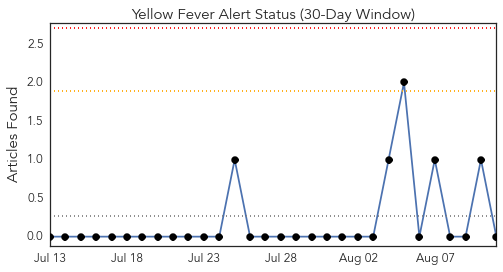 Yellow Fever Alert Status (30-Day Window)
Articles Found
2.5
2.0
1.5
1.0
0.5
0.0
Jul 13 Jul 18 Jul 23 Jul 28 Aug 02 Aug 07